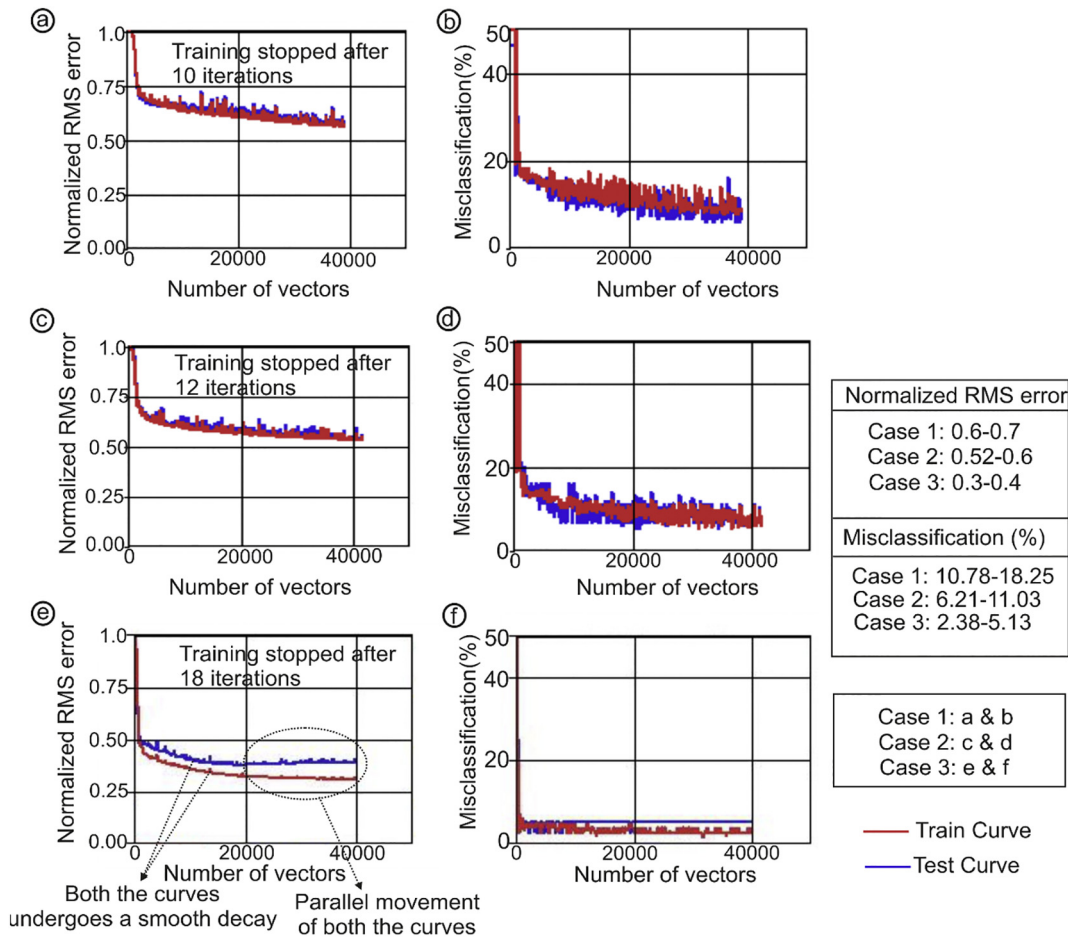 a
1.0
0.75
0.50
0.25
0.00
Normalized RMS error
Training stopped after
10 iterations
0
20000
40000
Number of vectors
b
50
40
20
0
Misclassification(%)
0
20000
40000
Number of vectors
c
1.0
0.75
0.50
0.25
0.00
Normalized RMS error
Training stopped after
12 iterations
0
20000
40000
Number of vectors
d
50
40
20
0
Misclassification(%)
0
20000
40000
Number of vectors
e
1.0
0.75
0.50
0.25
0.00
Normalized RMS error
Training stopped after
18 iterations
0
20000
40000
Number of vectors
Both the curves
undergoes a smooth decay
Parallel movement
of both the curves
f
50
40
20
0
Misclassification(%)
0
20000
40000
Number of vectors
Normalized RMS error
Case 1: 0.6-0.7
Case 2: 0.52-0.6
Case 3: 0.3-0.4
Misclassification (%)
Case 1: 10.78-18.25
Case 2: 6.21-11.03
Case 3: 2.38-5.13
Case 1: a & b
Case 2: c & d
Case 3: e & f
Train Curve
Test Curve